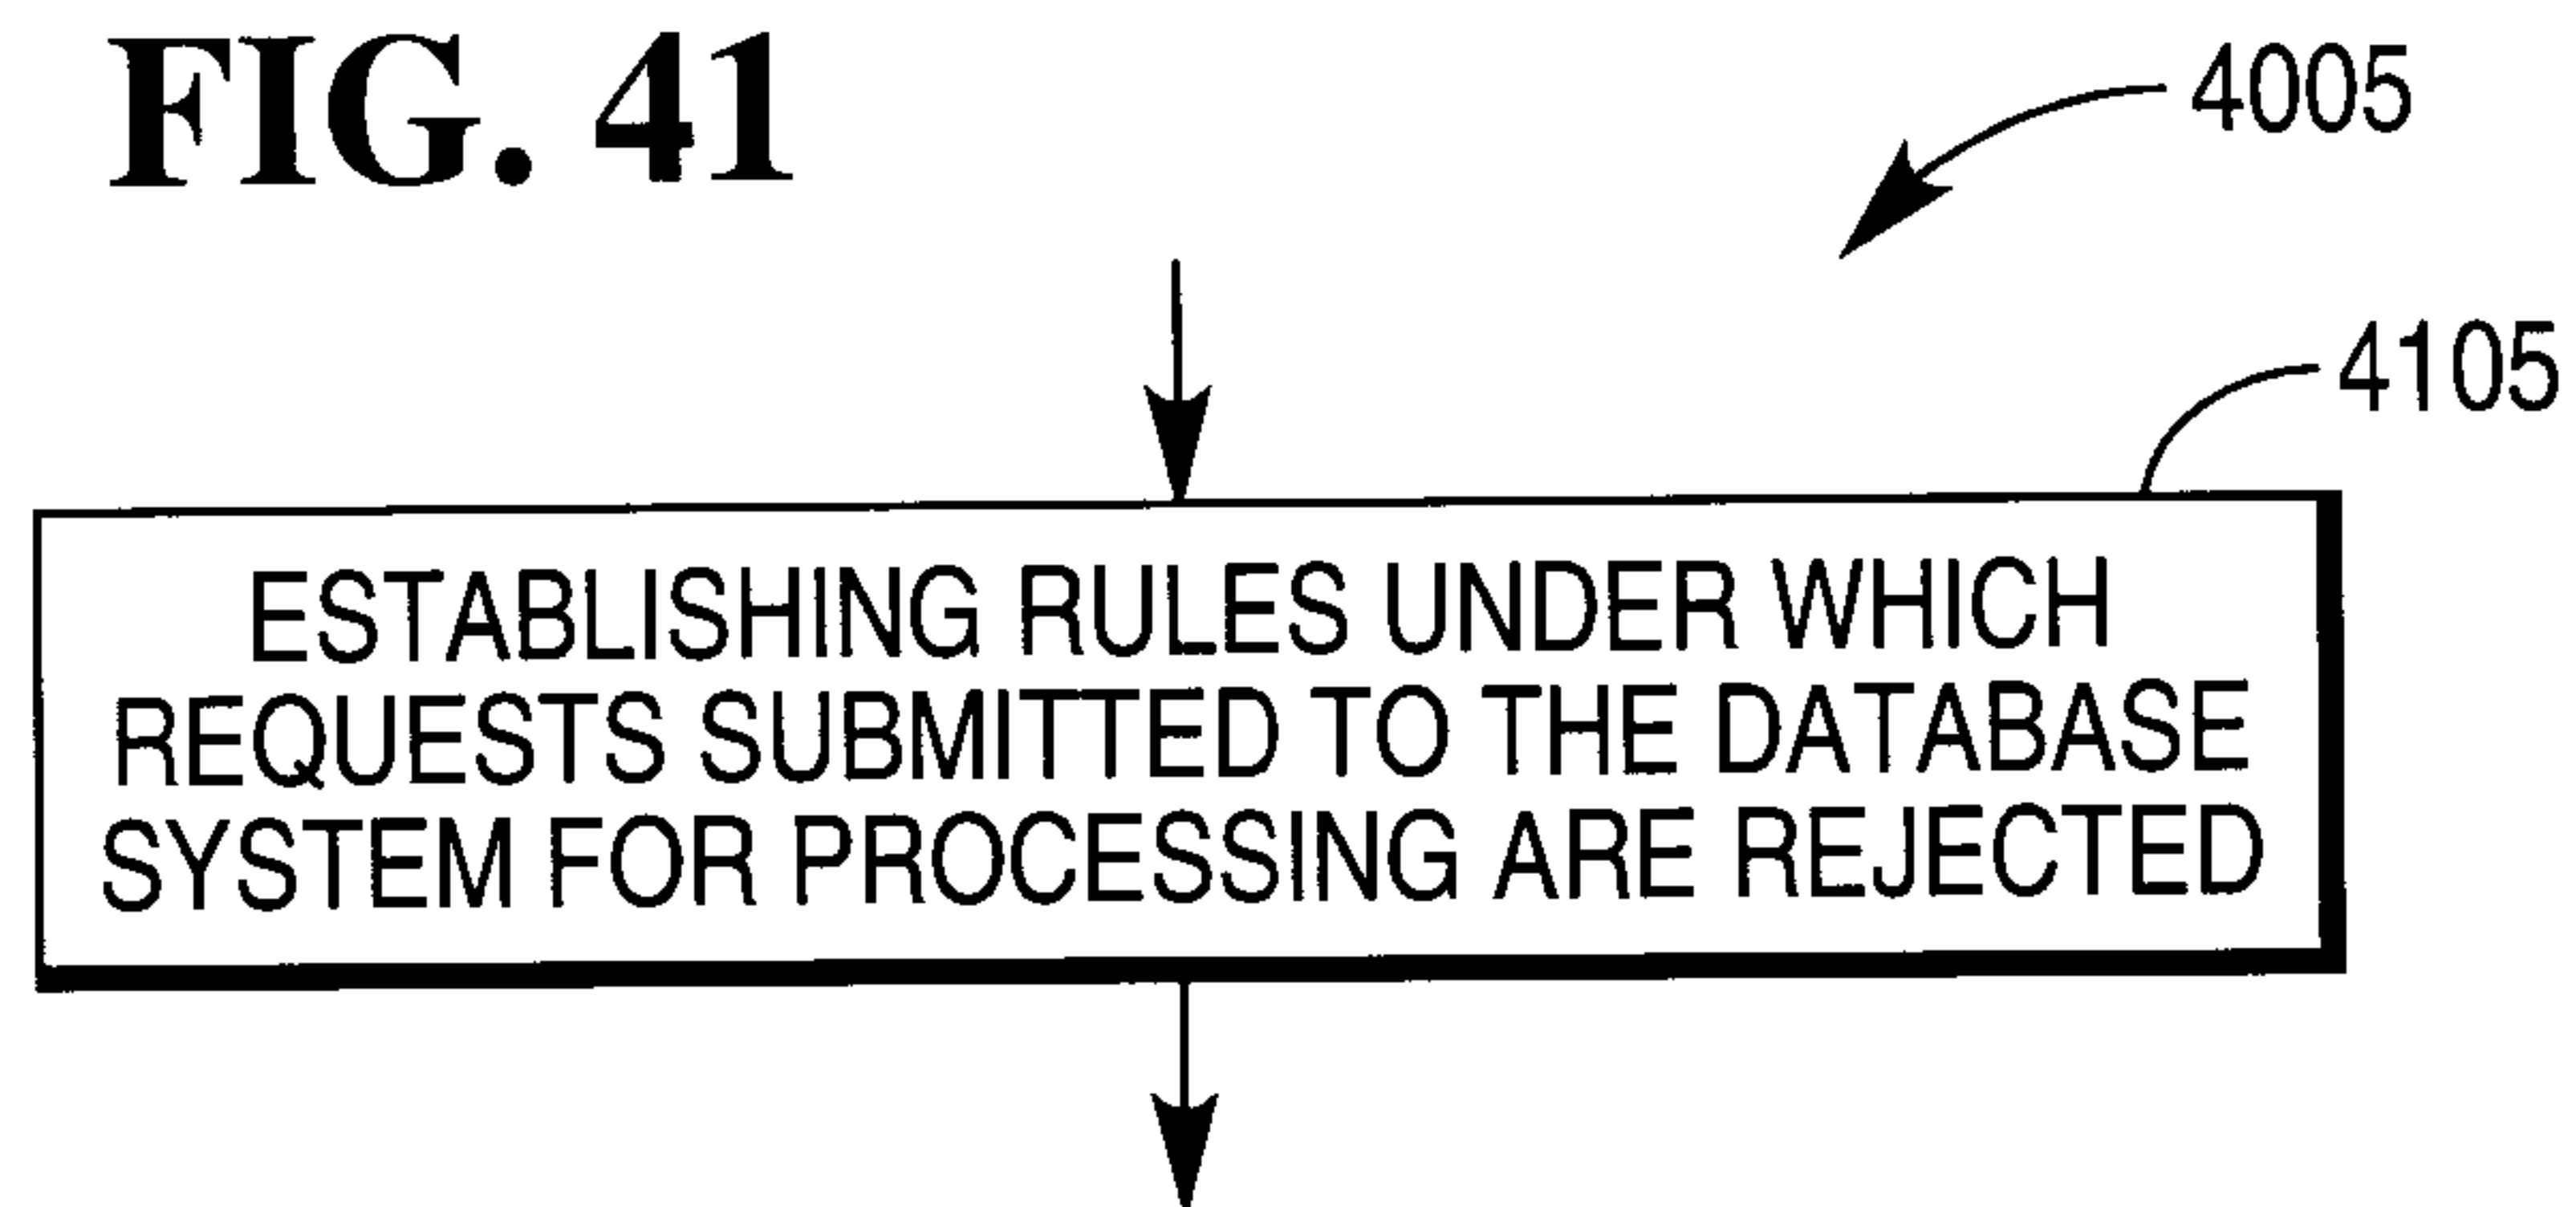 FIG. 41
4005
4105
ESTABLISHING RULES UNDER WHICH
REQUESTS SUBMITTED TO THE DATABASE
SYSTEM FOR PROCESSING ARE REJECTED